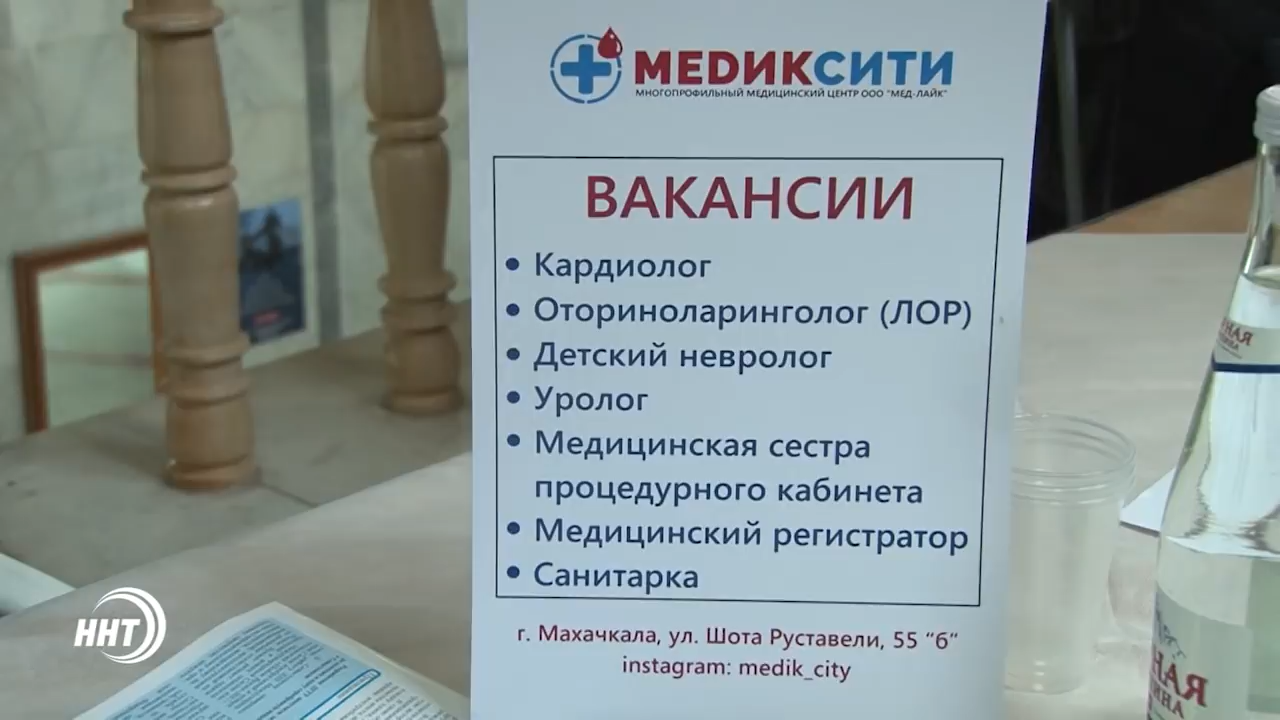 МЕДИКСИТИ
МНОГОПРОФИЛЬНЫЙ МЕДИЦИНСКИЙ ЦЕНТР ООО "МЕД-ЛАЙК"
ВАКАНСИИ
• Кардиолог
• Оториноларинголог (ЛОР)
• Детский невролог
• Уролог
• Медицинская сестра
процедурного кабинета
• Медицинский регистратор
• Санитарка
г. Махачкала, ул. Шота Руставели, 55 “б“
instagram: medik_city
ННТ